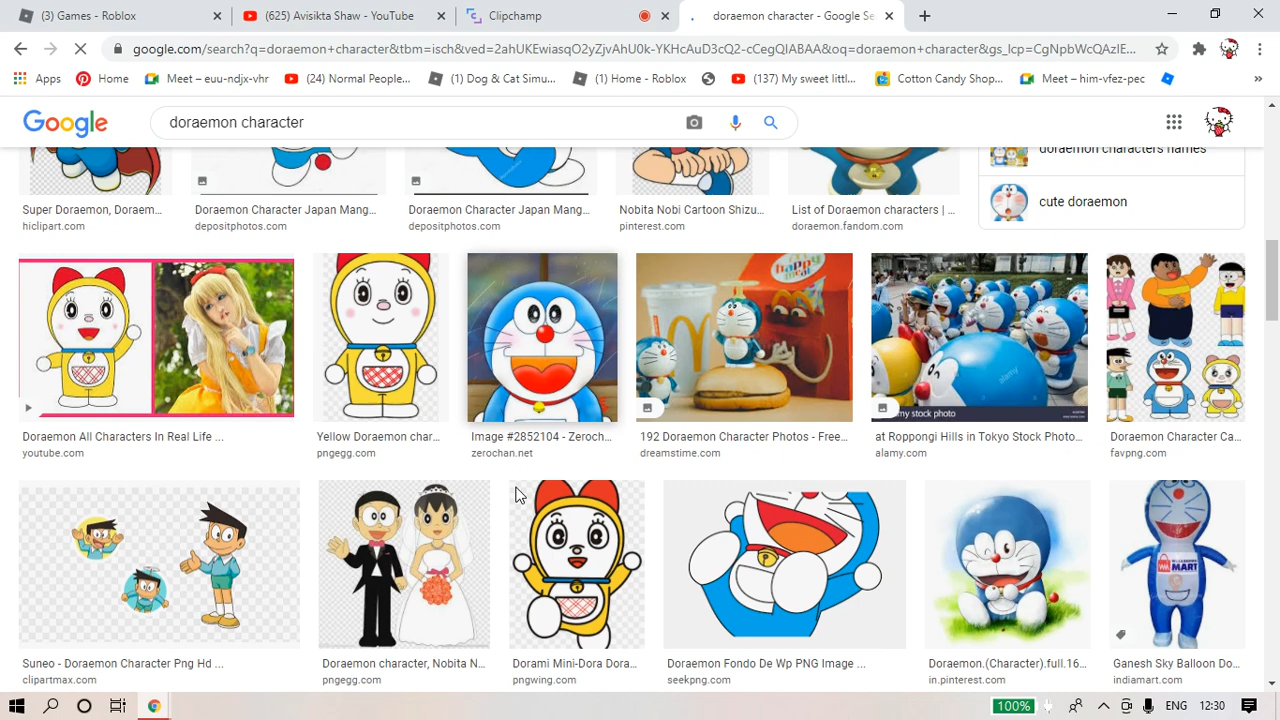 (3) Games - Roblox
(625) Avisikta Shaw - YouTube
Clipchamp
doraemon character - Google Se
google.com/search?q=doraemon+character&tbm=isch&ved=2ahUKEwiasqO2yZjvAhU0k-YKHcAuD3cQ2-cCegQIABAA&oq=doraemon+character&gs_lcp=CgNpbWcQAzIE...
Apps
Home
Meet – euu-ndjx-vhr
(24) Normal People...
(1) Dog & Cat Simu...
(1) Home - Roblox
(137) My sweet little...
Cotton Candy Shop...
Meet – him-vfez-pec
»
Google
doraemon character
doraemon characters names
cute doraemon
Super Doraemon, Doraem...
hiclipart.com
Doraemon Character Japan Mang...
depositphotos.com
Doraemon Character Japan Mang...
depositphotos.com
Nobita Nobi Cartoon Shizu...
pinterest.com
List of Doraemon characters | ...
doraemon.fandom.com
happy
meal
alamy
alamy stock photo
Doraemon All Characters In Real Life ...
youtube.com
Yellow Doraemon char...
pngegg.com
Image #2852104 - Zeroch...
zerochan.net
192 Doraemon Character Photos - Free...
dreamstime.com
at Roppongi Hills in Tokyo Stock Photo...
alamy.com
Doraemon Character Ca...
favpng.com
MART
Suneo - Doraemon Character Png Hd ...
clipartmax.com
Doraemon character, Nobita N...
pngegg.com
Dorami Mini-Dora Dora...
pngwing.com
Doraemon Fondo De Wp PNG Image ...
seekpng.com
Doraemon.(Character).full.16...
in.pinterest.com
Ganesh Sky Balloon Do...
indiamart.com
100%
ENG
12:30